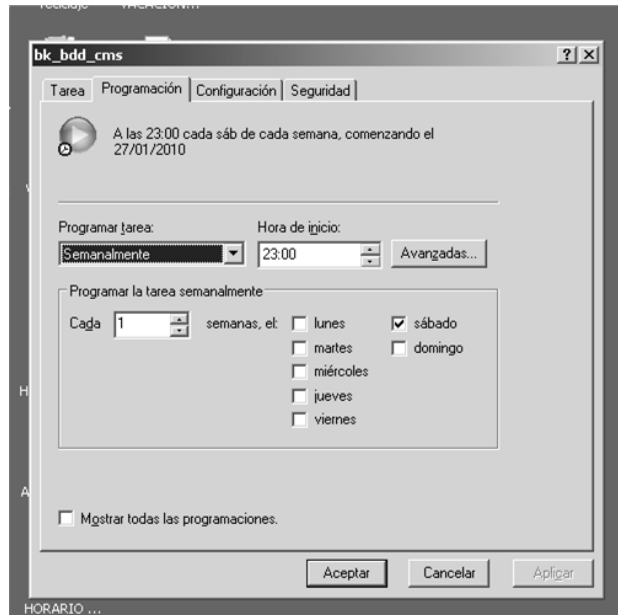 VACACION...
bk_bdd_cms
Tarea
Programación
Configuración
Seguridad
A las 23:00 cada sáb de cada semana, comenzando el
27/01/2010
Programar tarea:
Hora de inicio:
Semanalmente
23:00
Avanzadas...
Programar la tarea semanalmente
Cada 1 semanas, el:
lunes
sábado
martes
domingo
miércoles
jueves
viernes
H
A
Mostrar todas las programaciones.
Aceptar
Cancelar
Aplicar
HORARIO ...